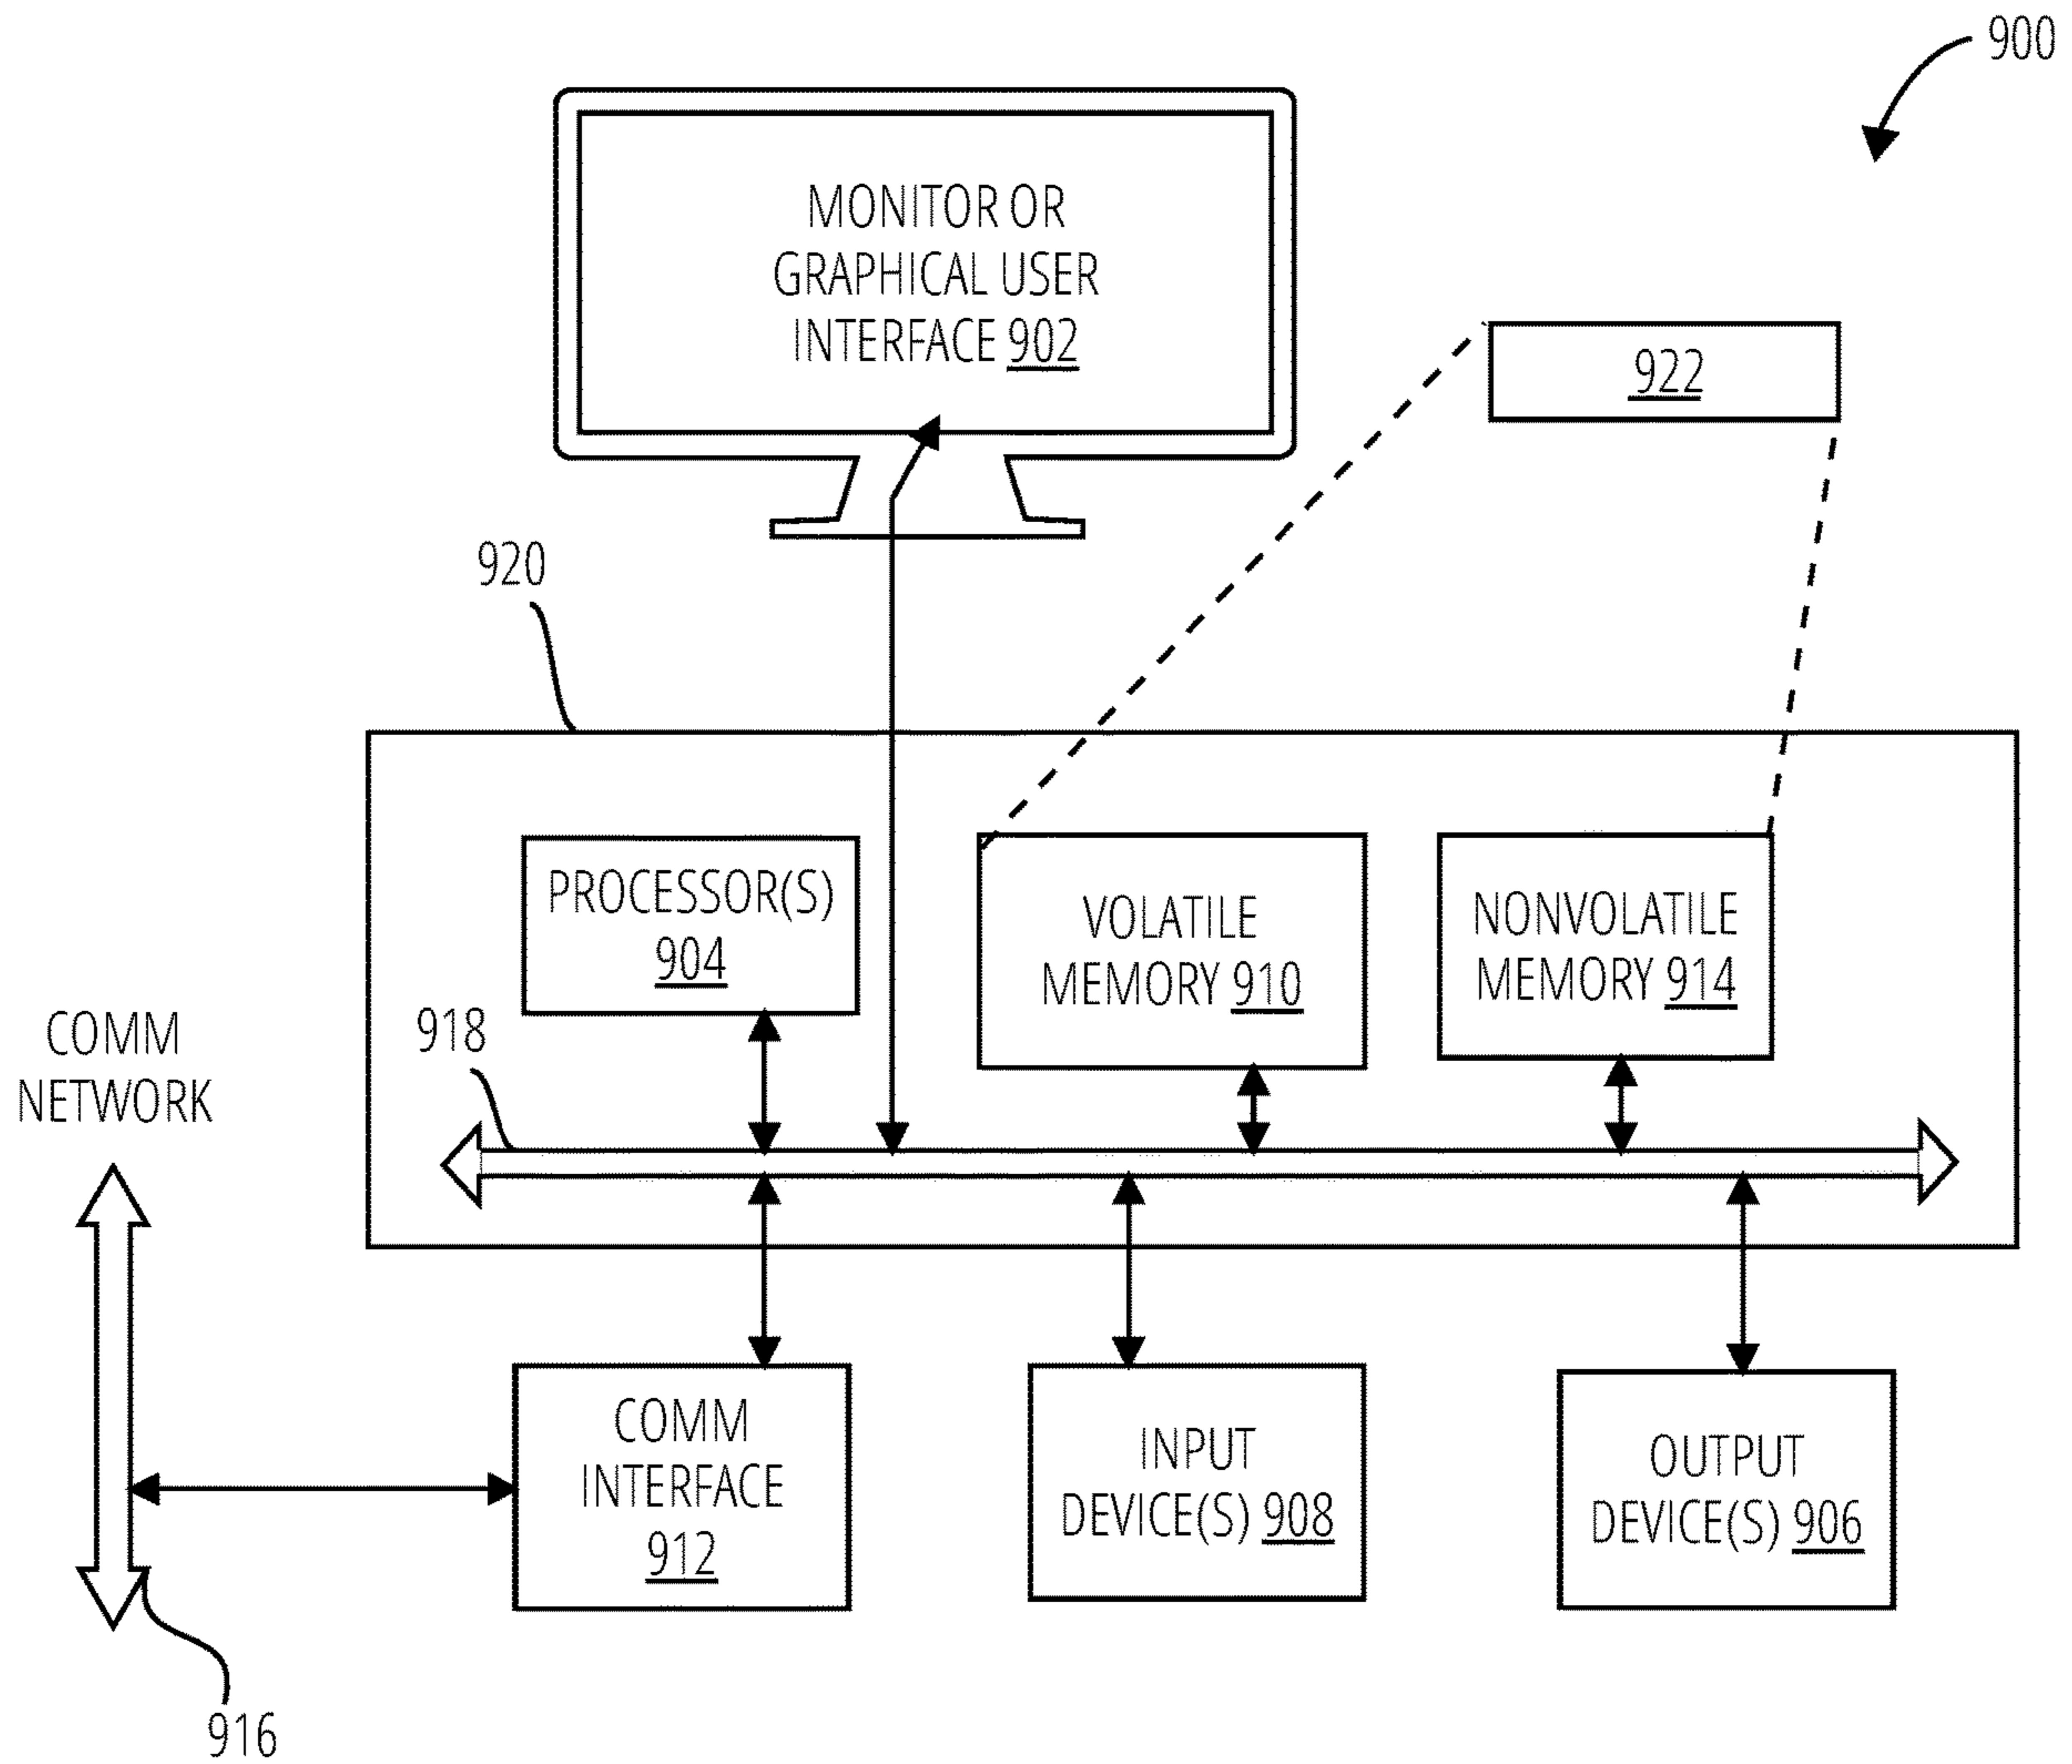 900
MONITOR OR
GRAPHICAL USER
INTERFACE 902
922
920
PROCESSOR(S)
904
VOLATILE
MEMORY 910
NONVOLATILE
MEMORY 914
918
COMM
NETWORK
COMM
INTERFACE
912
INPUT
DEVICE(S) 908
OUTPUT
DEVICE(S) 906
916